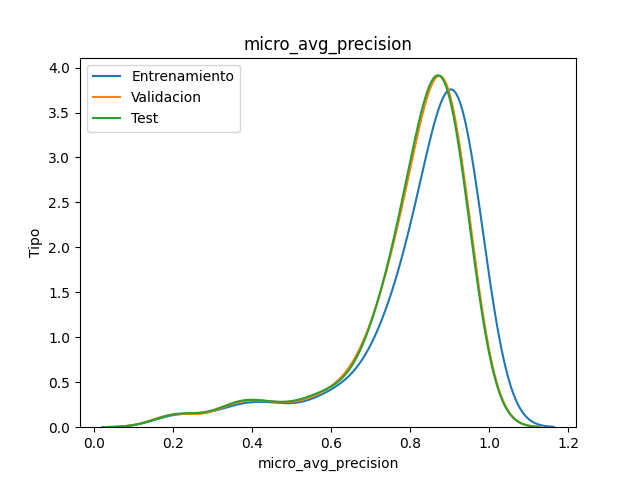 micro_avg_precision
Entrenamiento
Validacion
Test
Tipo
4.0
3.5
3.0
2.5
2.0
1.5
1.0
0.5
0.0
0.0 0.2 0.4 0.6 0.8 1.0 1.2
micro_avg_precision